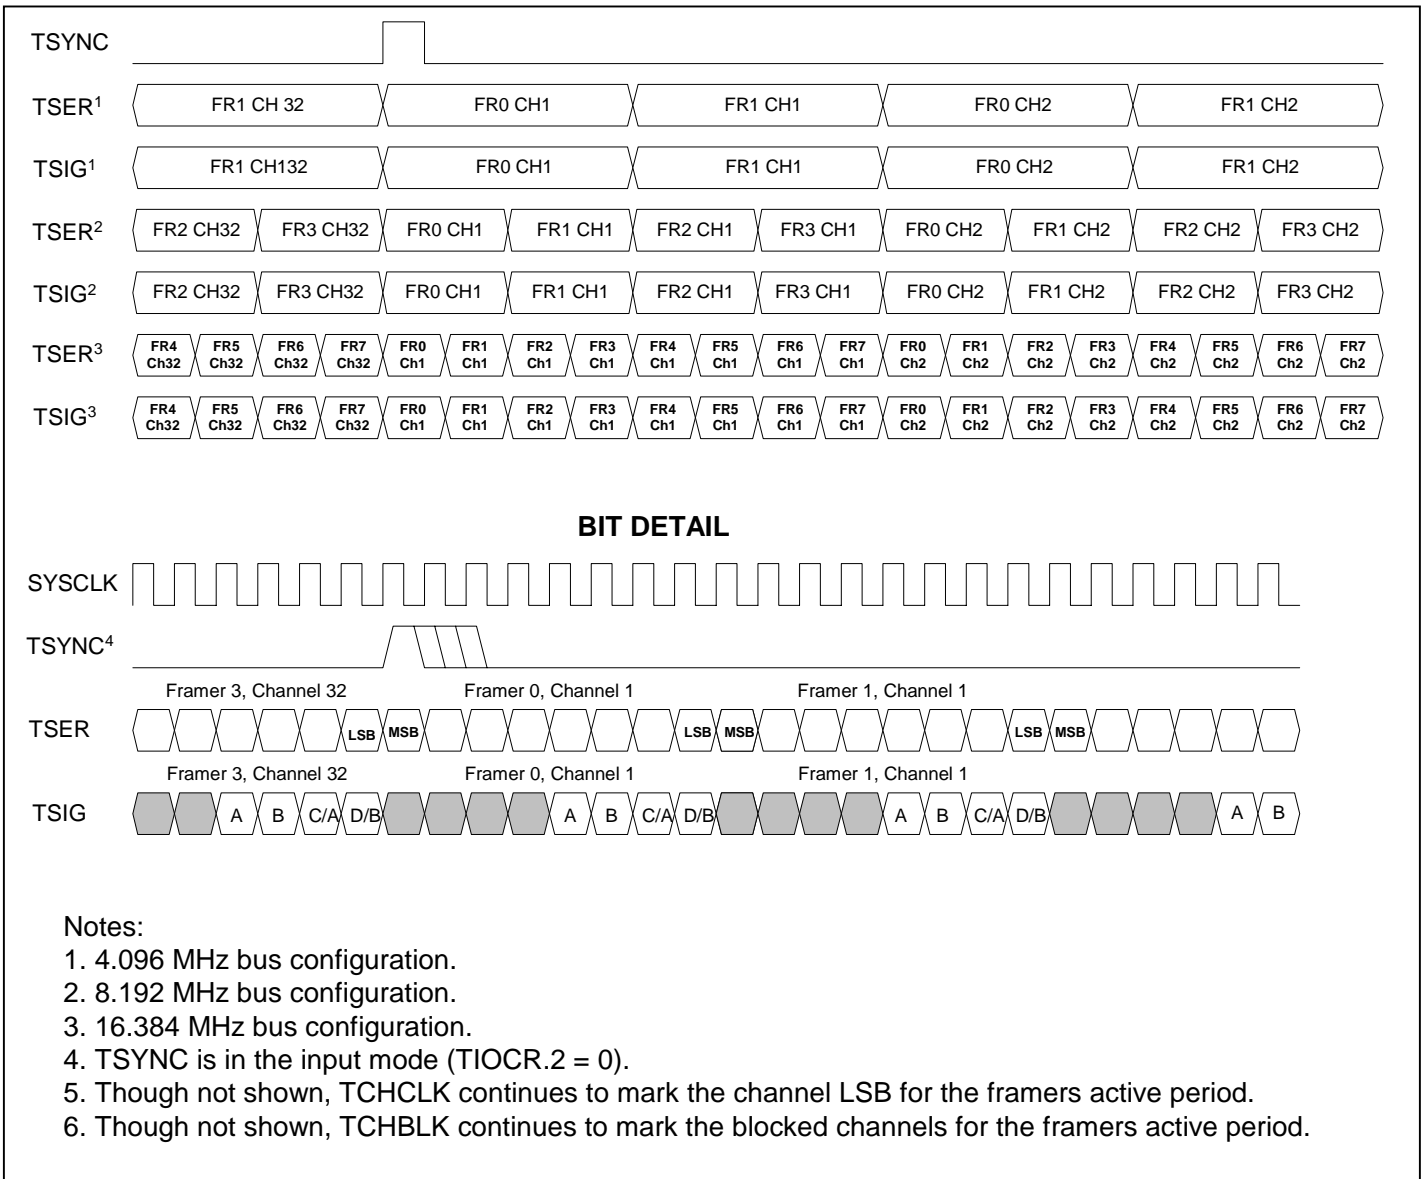 TSYNC
TSER1 FR1 CH 32 FR0 CH1 FR1 CH1 FR0 CH2 FR1 CH2
TSIG1 FR1 CH132 FR0 CH1 FR1 CH1 FR0 CH2 FR1 CH2
TSER2 FR2 CH32 FR3 CH32 FR0 CH1 FR1 CH1 FR2 CH1 FR3 CH1 FR0 CH2 FR1 CH2 FR2 CH2 FR3 CH2
TSIG2 FR2 CH32 FR3 CH32 FR0 CH1 FR1 CH1 FR2 CH1 FR3 CH1 FR0 CH2 FR1 CH2 FR2 CH2 FR3 CH2
TSER3 FR4 FR5 FR6 FR7 FR0 FR1 FR2 FR3 FR4 FR5 FR6 FR7 FR0 FR1 FR2 FR3 FR4 FR5 FR6 FR7
Ch32 Ch32 Ch32 Ch32 Ch1 Ch1 Ch1 Ch1 Ch1 Ch1 Ch1 Ch1 Ch2 Ch2 Ch2 Ch2 Ch2 Ch2 Ch2 Ch2
TSIG3 FR4 FR5 FR6 FR7 FR0 FR1 FR2 FR3 FR4 FR5 FR6 FR7 FR0 FR1 FR2 FR3 FR4 FR5 FR6 FR7
Ch32 Ch32 Ch32 Ch32 Ch1 Ch1 Ch1 Ch1 Ch1 Ch1 Ch1 Ch1 Ch2 Ch2 Ch2 Ch2 Ch2 Ch2 Ch2 Ch2
BIT DETAIL
SYSCLK
TSYNC4
Framer 3, Channel 32 Framer 0, Channel 1 Framer 1, Channel 1
TSER LSB MSB LSB MSB LSB MSB
Framer 3, Channel 32 Framer 0, Channel 1 Framer 1, Channel 1
TSIG A B C/A D/B A B C/A D/B A B C/A D/B A B
Notes:
1. 4.096 MHz bus configuration.
2. 8.192 MHz bus configuration.
3. 16.384 MHz bus configuration.
4. TSYNC is in the input mode (TIOCR.2 = 0).
5. Though not shown, TCHCLK continues to mark the channel LSB for the framers active period.
6. Though not shown, TCHBLK continues to mark the blocked channels for the framers active period.